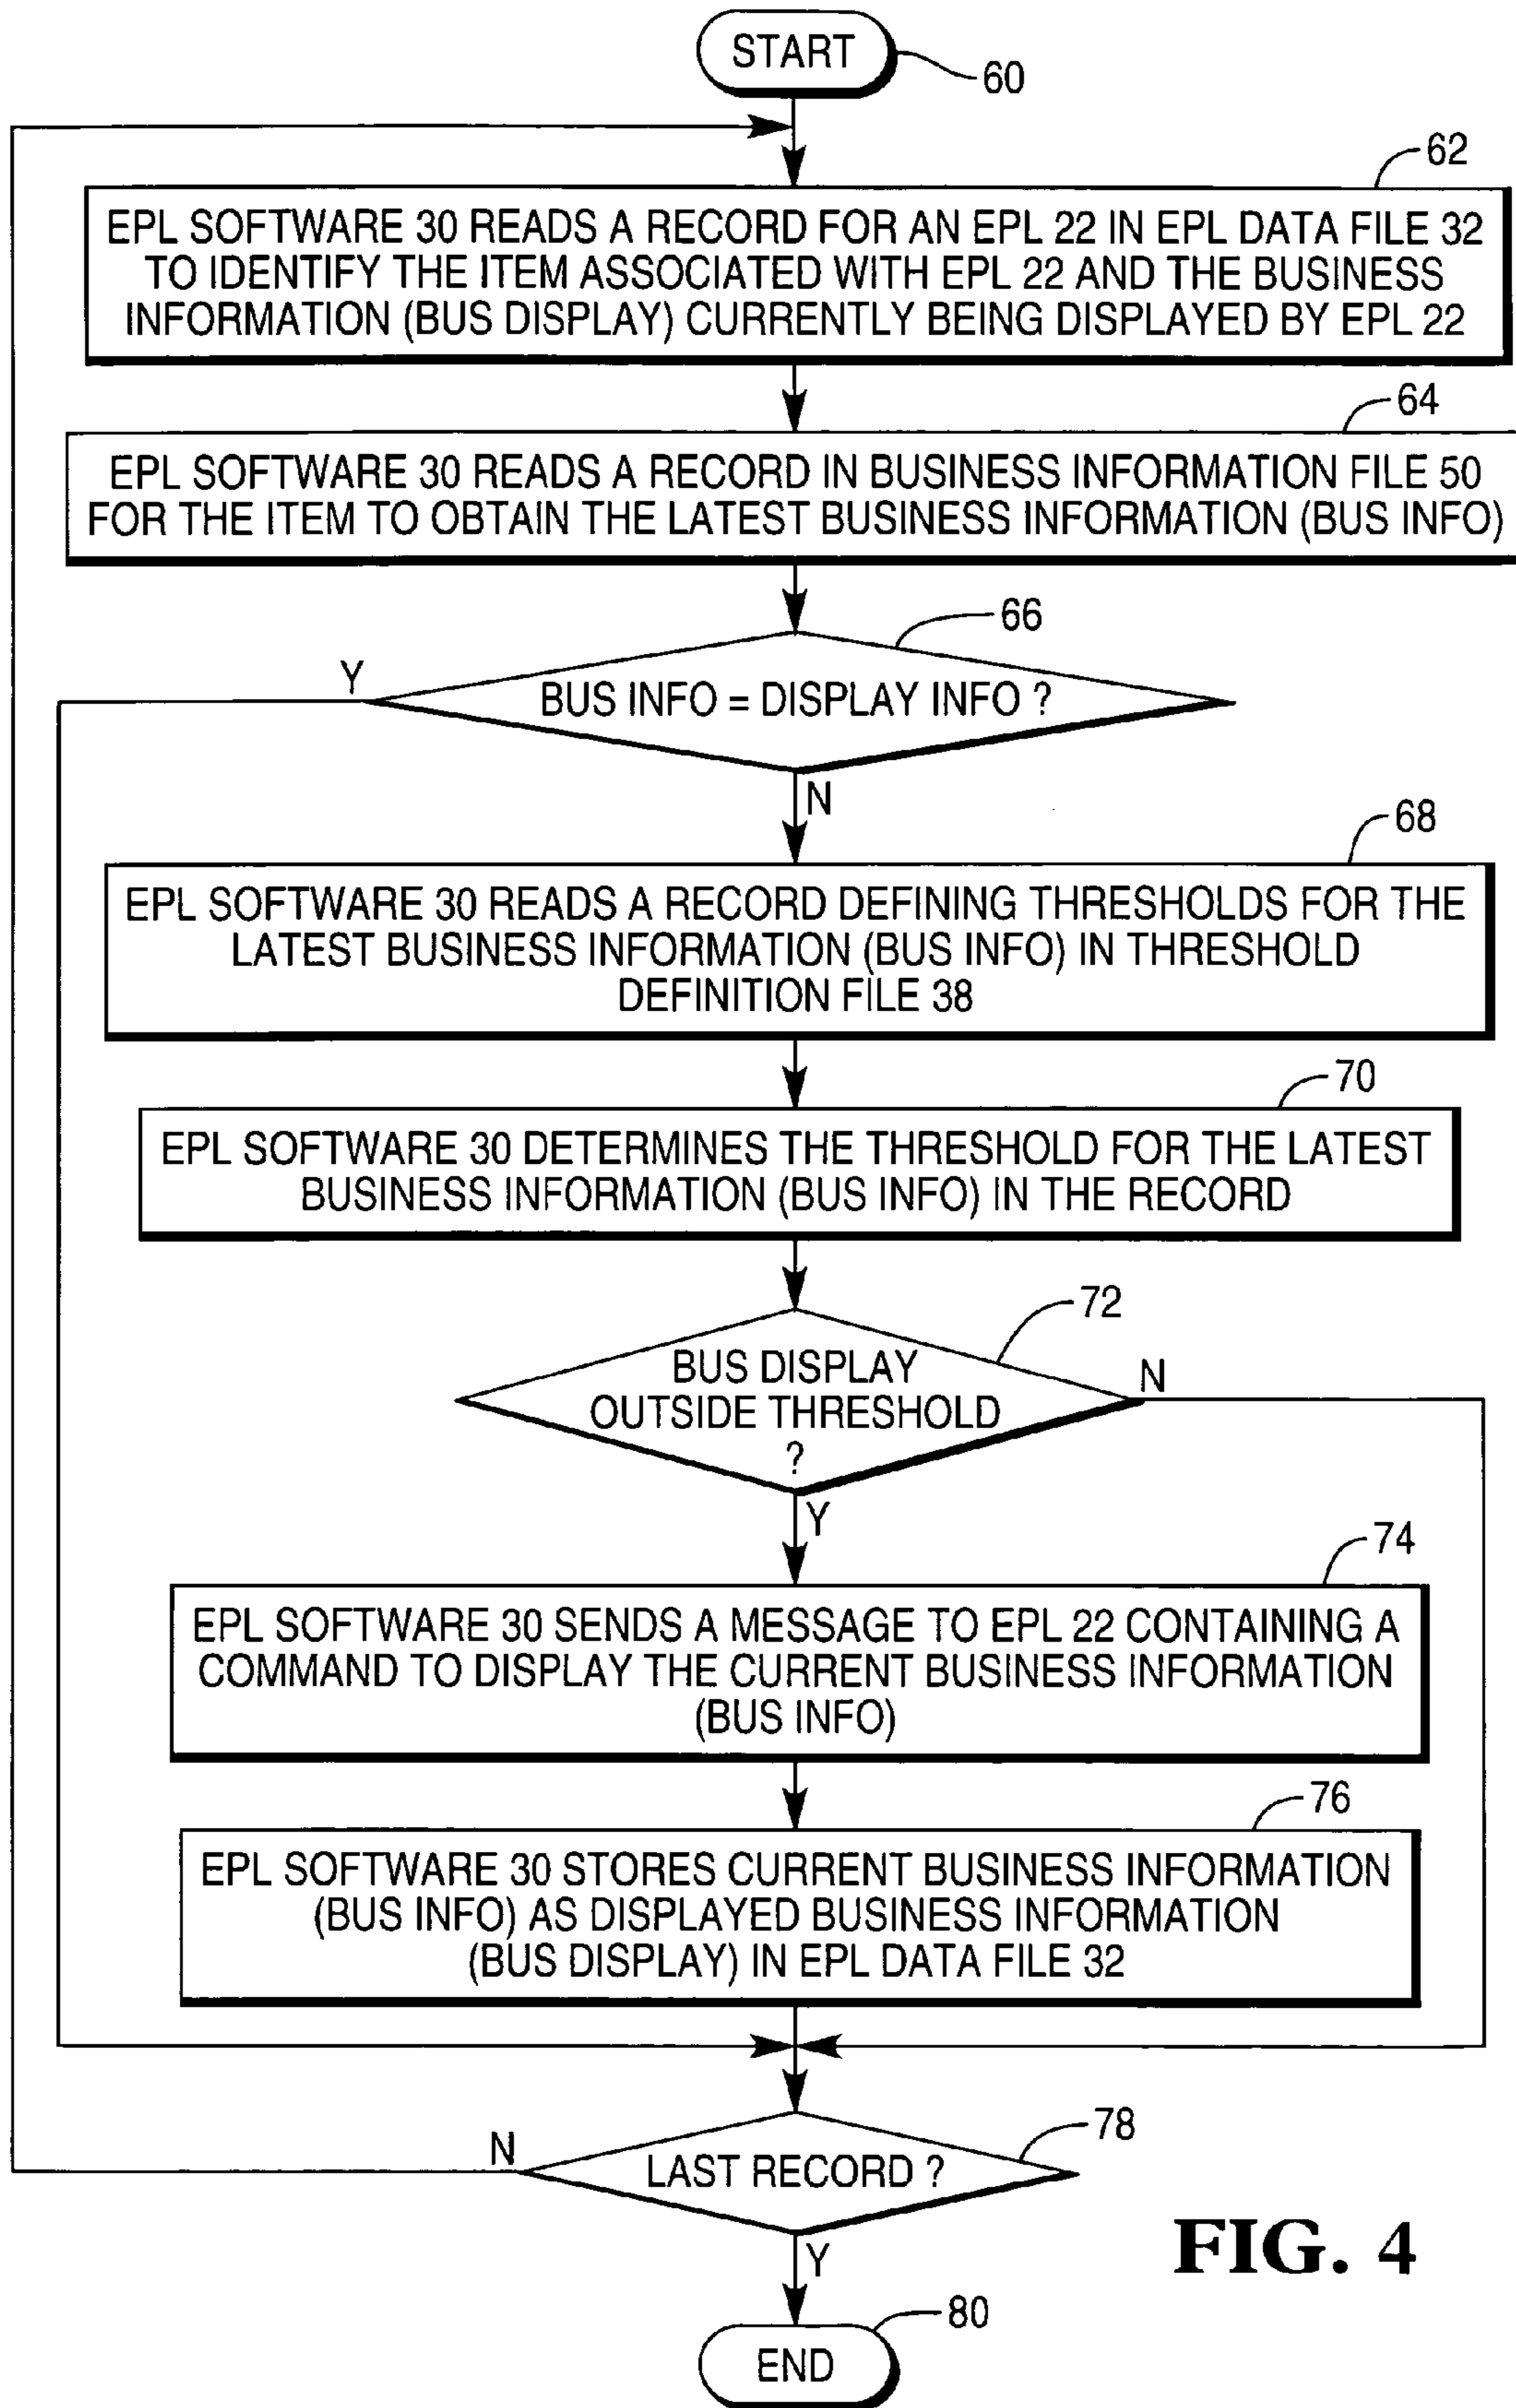 START
60
62
EPL SOFTWARE 30 READS A RECORD FOR AN EPL 22 IN EPL DATA FILE 32
TO IDENTIFY THE ITEM ASSOCIATED WITH EPL 22 AND THE BUSINESS
INFORMATION (BUS DISPLAY) CURRENTLY BEING DISPLAYED BY EPL 22
64
EPL SOFTWARE 30 READS A RECORD IN BUSINESS INFORMATION FILE 50
FOR THE ITEM TO OBTAIN THE LATEST BUSINESS INFORMATION (BUS INFO)
66
Y
BUS INFO = DISPLAY INFO ?
N
68
EPL SOFTWARE 30 READS A RECORD DEFINING THRESHOLDS FOR THE
LATEST BUSINESS INFORMATION (BUS INFO) IN THRESHOLD
DEFINITION FILE 38
70
EPL SOFTWARE 30 DETERMINES THE THRESHOLD FOR THE LATEST
BUSINESS INFORMATION (BUS INFO) IN THE RECORD
72
BUS DISPLAY
OUTSIDE THRESHOLD
?
N
Y
74
EPL SOFTWARE 30 SENDS A MESSAGE TO EPL 22 CONTAINING A
COMMAND TO DISPLAY THE CURRENT BUSINESS INFORMATION
(BUS INFO)
76
EPL SOFTWARE 30 STORES CURRENT BUSINESS INFORMATION
(BUS INFO) AS DISPLAYED BUSINESS INFORMATION
(BUS DISPLAY) IN EPL DATA FILE 32
78
N
LAST RECORD ?
Y
FIG. 4
80
END